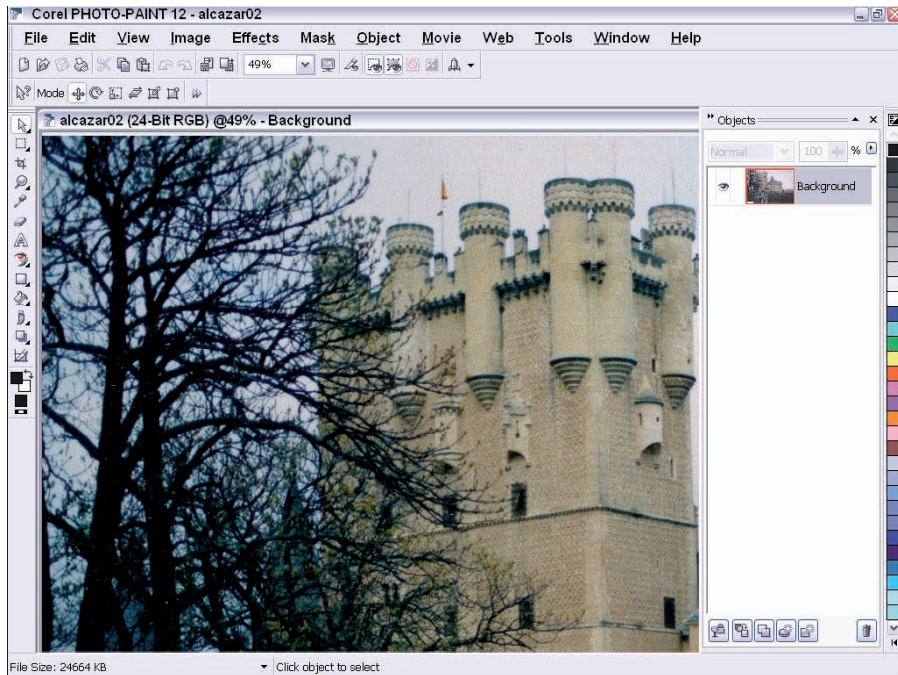 Corel PHOTO-PAINT 12 - alcazar02
File Edit View Image Effects Mask Object Movie Web Tools Window Help
49%
Mode
alcazar02 (24-Bit RGB) @49% - Background
Objects
Normal 100 %
Background
File Size: 24664 KB Click object to select